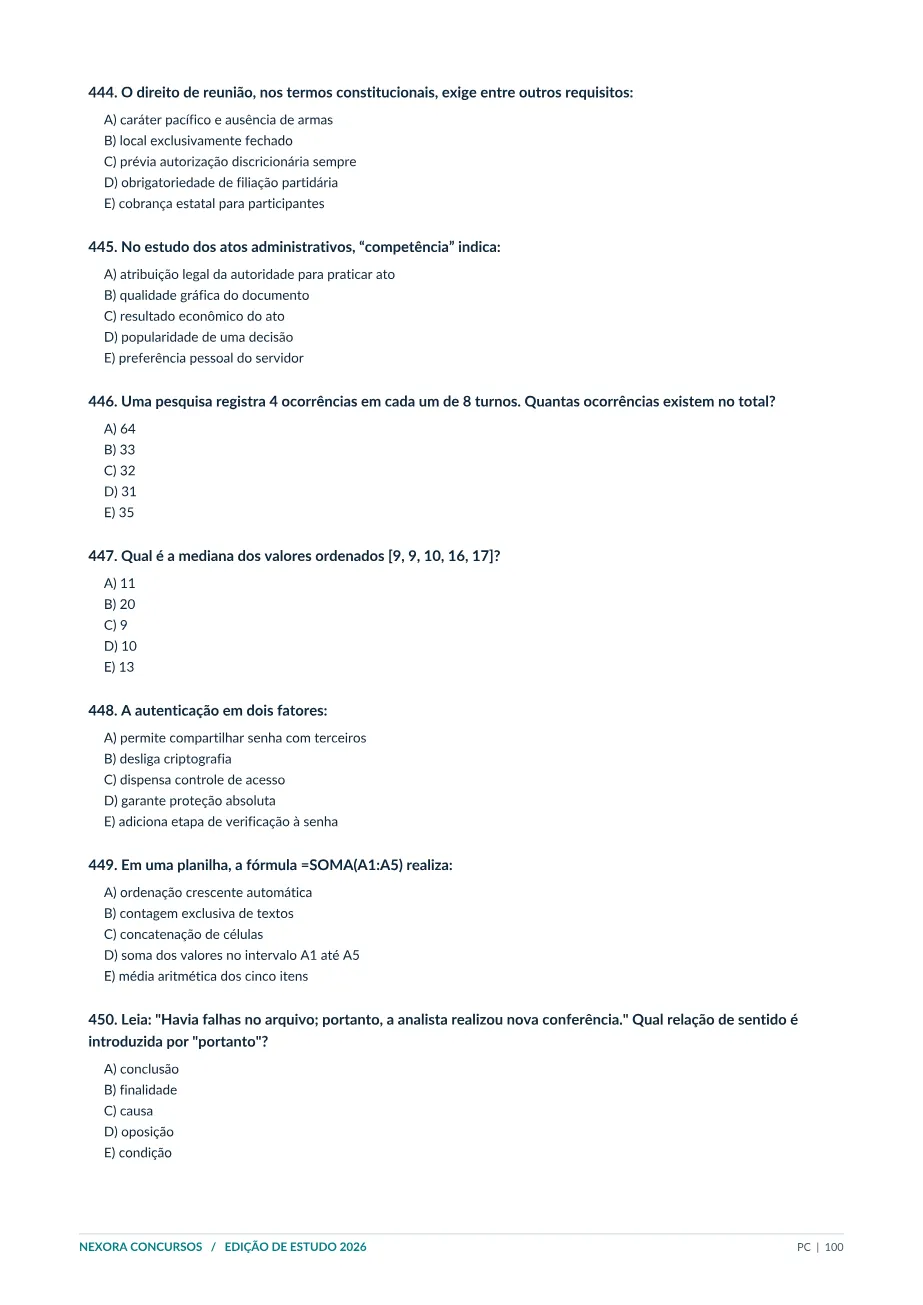 444. O direito de reunião, nos termos constitucionais, exige entre outros requisitos:
A) caráter pacífico e ausência de armas
B) local exclusivamente fechado
C) prévia autorização discricionária sempre
D) obrigatoriedade de filiação partidária
E) cobrança estatal para participantes
445. No estudo dos atos administrativos, “competência” indica:
A) atribuição legal da autoridade para praticar ato
B) qualidade gráfica do documento
C) resultado econômico do ato
D) popularidade de uma decisão
E) preferência pessoal do servidor
446. Uma pesquisa registra 4 ocorrências em cada um de 8 turnos. Quantas ocorrências existem no total?
A) 64
B) 33
C) 32
D) 31
E) 35
447. Qual é a mediana dos valores ordenados [9, 9, 10, 16, 17]?
A) 11
B) 20
C) 9
D) 10
E) 13
448. A autenticação em dois fatores:
A) permite compartilhar senha com terceiros
B) desliga criptografia
C) dispensa controle de acesso
D) garante proteção absoluta
E) adiciona etapa de verificação à senha
449. Em uma planilha, a fórmula =SOMA(A1:A5) realiza:
A) ordenação crescente automática
B) contagem exclusiva de textos
C) concatenação de células
D) soma dos valores no intervalo A1 até A5
E) média aritmética dos cinco itens
450. Leia: "Havia falhas no arquivo; portanto, a analista realizou nova conferência." Qual relação de sentido é
introduzida por "portanto"?
A) conclusão
B) finalidade
C) causa
D) oposição
E) condição
NEXORA CONCURSOS / EDIÇÃO DE ESTUDO 2026
PC | 100